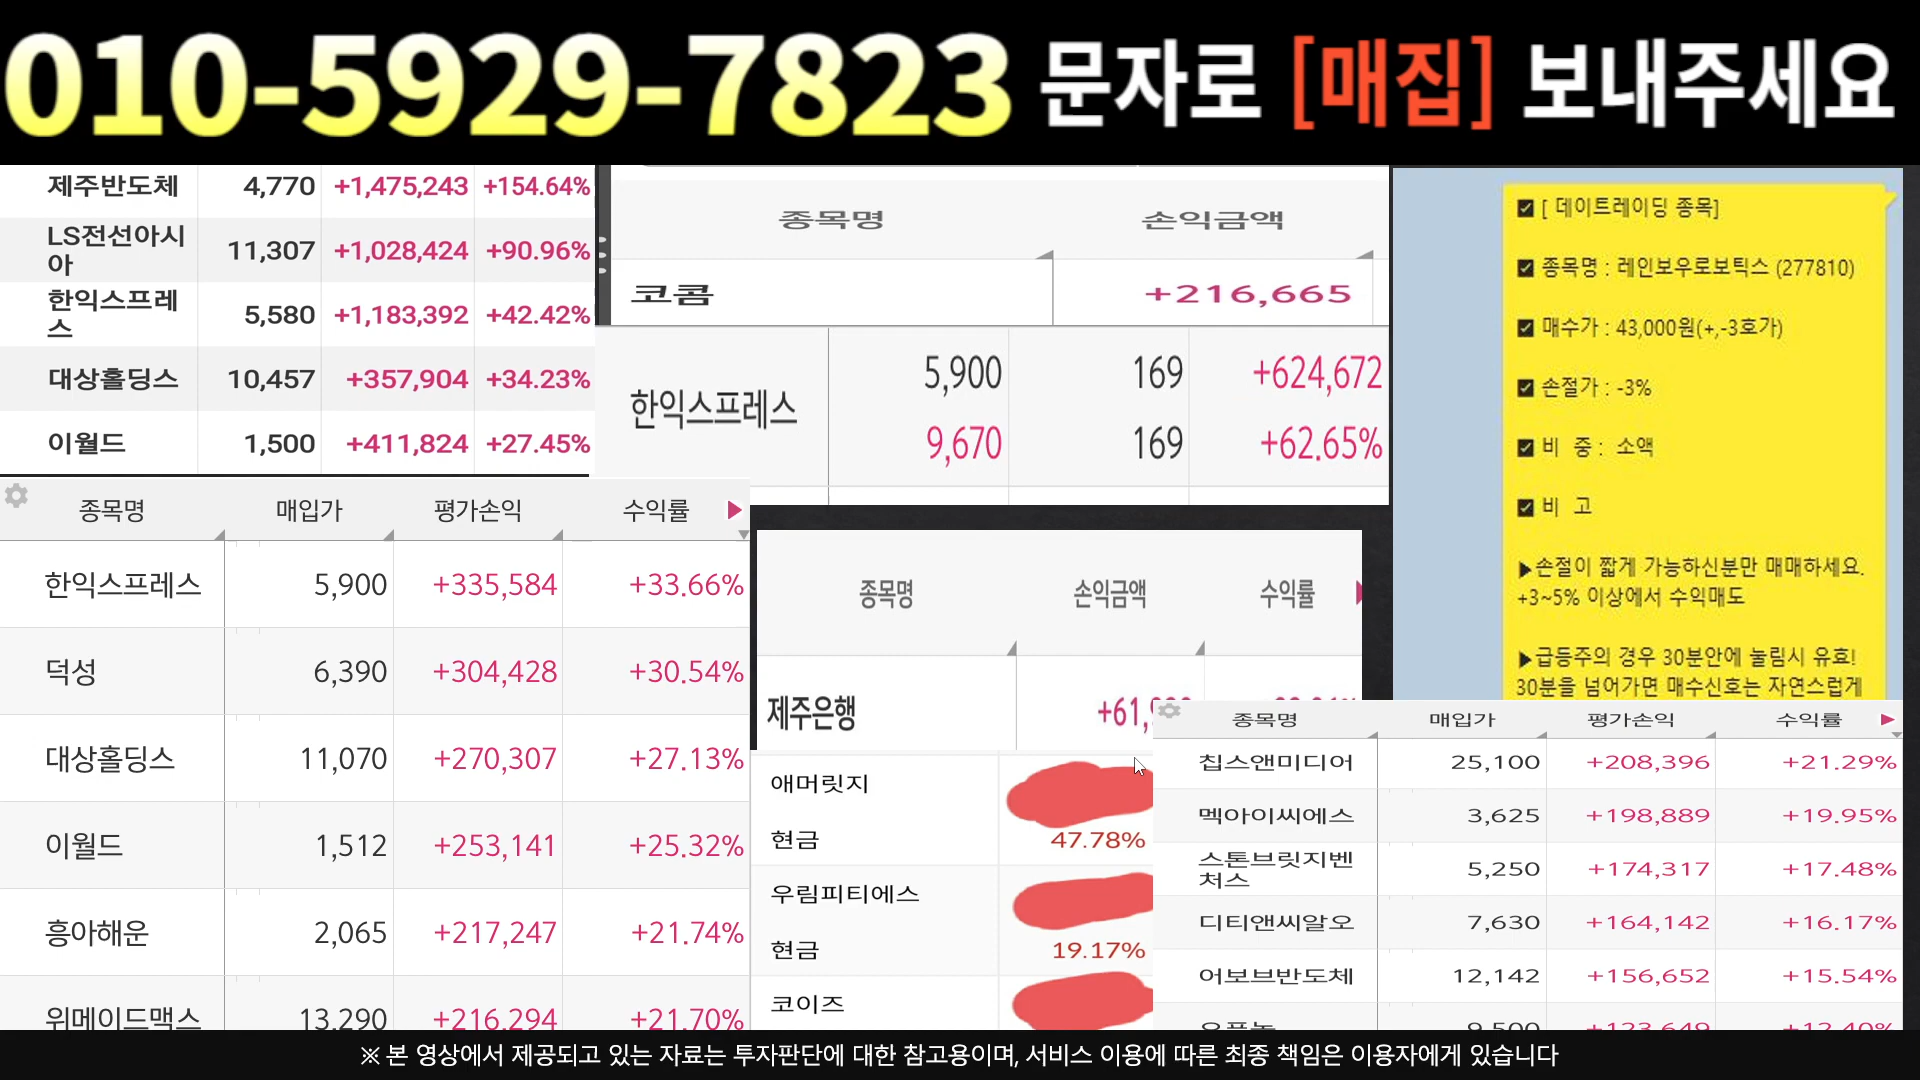 010-5929-7823 문자로 [매집] 보내주세요
제주반도체 4,770 +1,475,243 +154.64%
LS전선아시
아 11,307 +1,028,424 +90.96%
한익스프레
스 5,580 +1,183,392 +42.42%
대상홀딩스 10,457 +357,904 +34.23%
이월드 1,500 +411,824 +27.45%
종목명 손익금액
코콤 +216,665
한익스프레스 5,900 169 +624,672
9,670 169 +62.65%
☑ [ 데이트레이딩 종목]
☑ 종목명 : 레인보우로보틱스 (277810)
☑ 매수가 : 43,000원(+,-3호가)
☑ 손절가 : -3%
☑ 비 중 : 소액
☑ 비 고
▶손절이 짧게 가능하신분만 매매하세요.
+3~5% 이상에서 수익매도
▶급등주의 경우 30분안에 눌림시 유효!
30분을 넘어가면 매수신호는 자연스럽게
종목명 매입가 평가손익 수익률
한익스프레스 5,900 +335,584 +33.66%
덕성 6,390 +304,428 +30.54%
대상홀딩스 11,070 +270,307 +27.13%
이월드 1,512 +253,141 +25.32%
흥아해운 2,065 +217,247 +21.74%
위메이드맥스 13,290 +216,294 +21.70%
종목명 손익금액 수익률
제주은행 +61,
애머릿지
현금 47.78%
우림피티에스
현금 19.17%
코이즈
종목명 매입가 평가손익 수익률
칩스앤미디어 25,100 +208,396 +21.29%
멕아이씨에스 3,625 +198,889 +19.95%
스톤브릿지벤
처스 5,250 +174,317 +17.48%
디티앤씨알오 7,630 +164,142 +16.17%
어보브반도체 12,142 +156,652 +15.54%
※ 본 영상에서 제공되고 있는 자료는 투자판단에 대한 참고용이며, 서비스 이용에 따른 최종 책임은 이용자에게 있습니다